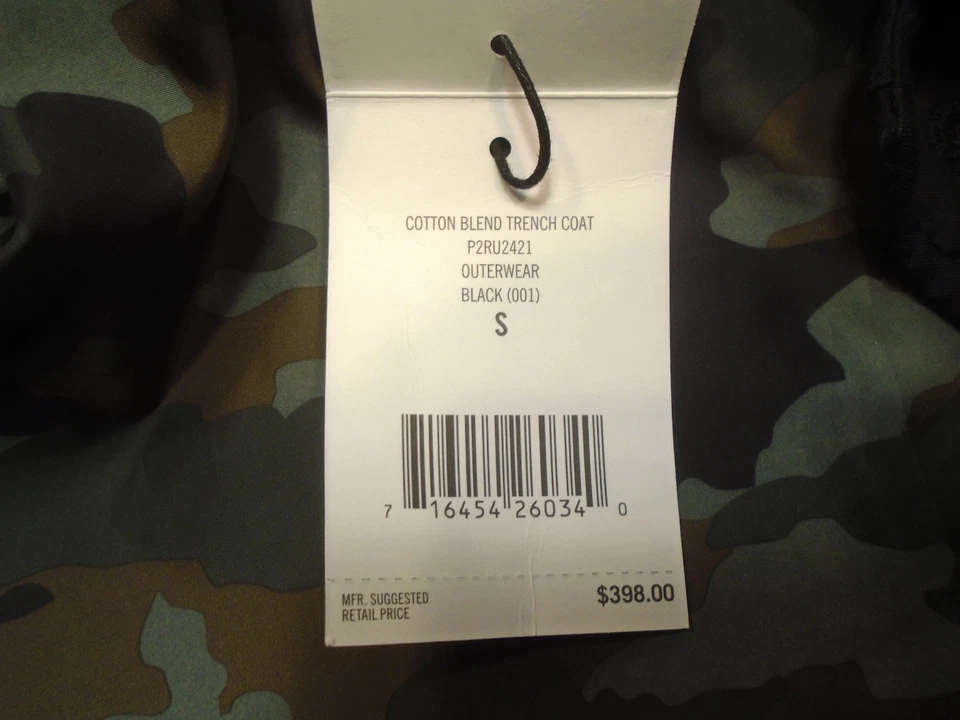 COTTON BLEND TRENCH COAT
P2RU2421
OUTERWEAR
BLACK (001)
S
7 16454 26034 0
MFR. SUGGESTED
RETAIL PRICE
$398.00